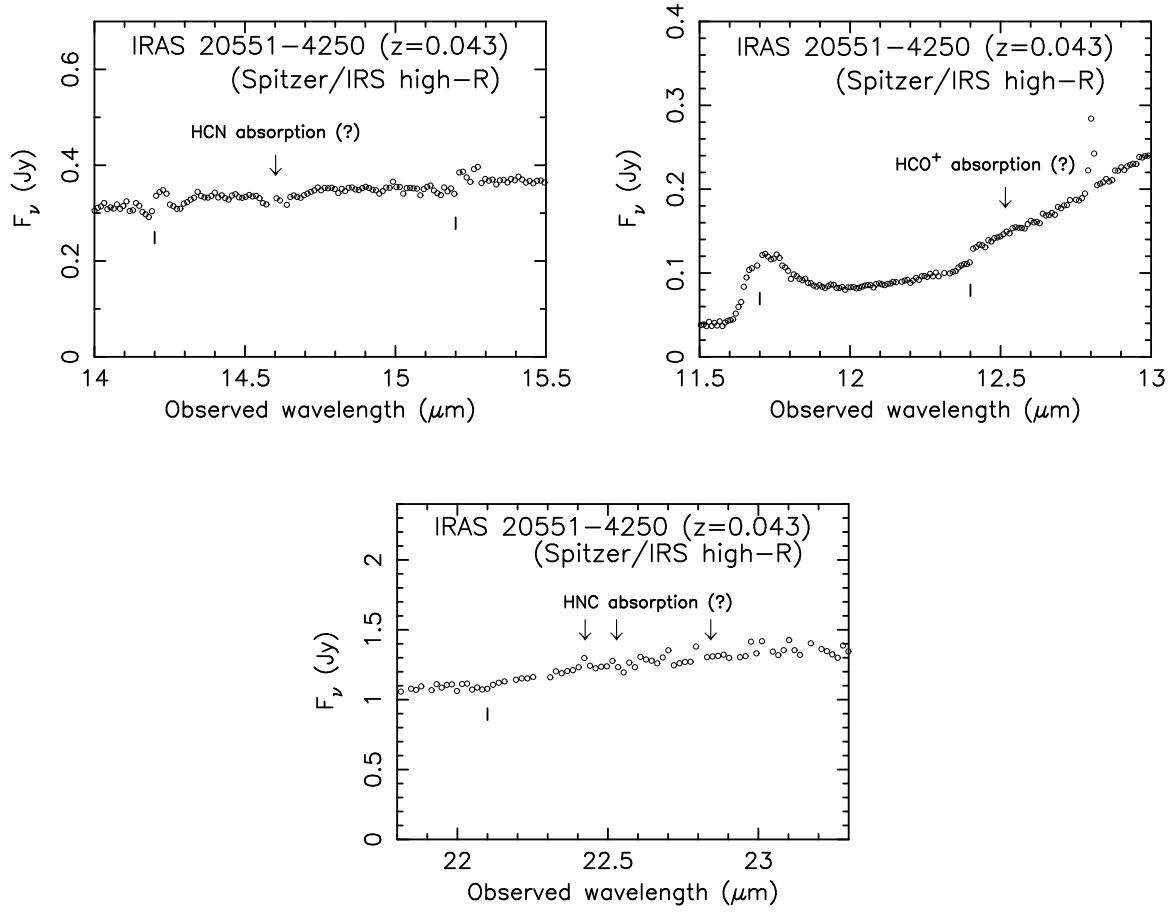 IRAS 20551−4250 (z=0.043)
(Spitzer/IRS high−R)
HCN absorption (?)
0.6
0.4
0.2
0
Fν (Jy)
14 14.5 15 15.5
Observed wavelength (μm)
IRAS 20551−4250 (z=0.043)
(Spitzer/IRS high−R)
HCO+ absorption (?)
0.4
0.3
0.2
0.1
0
Fν (Jy)
11.5 12 12.5 13
Observed wavelength (μm)
IRAS 20551−4250 (z=0.043)
(Spitzer/IRS high−R)
HNC absorption (?)
2
1.5
1
0.5
0
Fν (Jy)
22 22.5 23
Observed wavelength (μm)